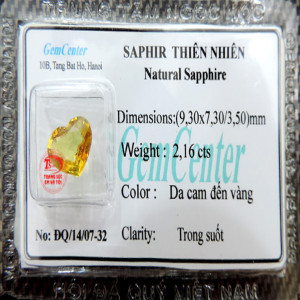 GemCenter
10B, Tang Bat Ho, Hanoi
SAPHIR THIÊN NHIÊN
Natural Sapphire
Dimensions:(9,30x7,30/3,50)mm
GemCenter
Weight : 2,16 cts
Color : Da cam đến vàng
No: ĐQ/14/07-32
Clarity: Trong suốt